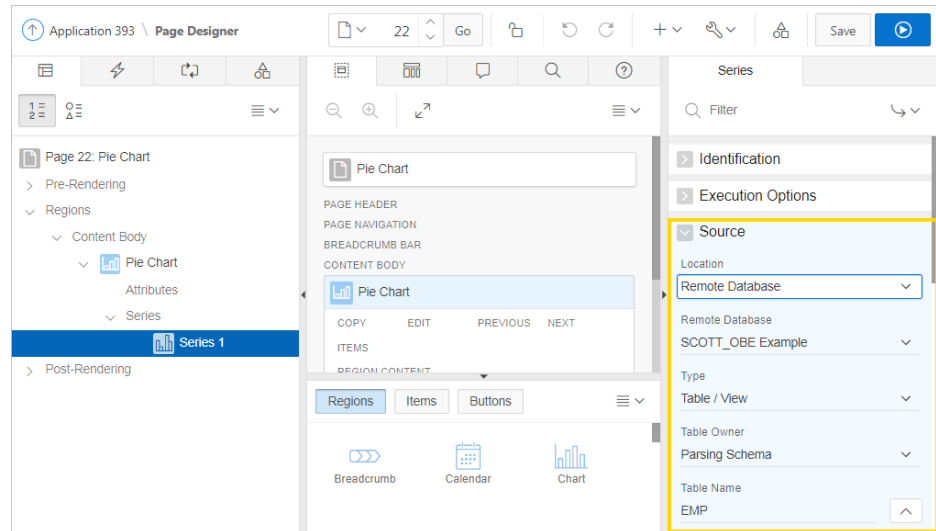 Application 393 \ Page Designer
22
Go
Save
Page 22: Pie Chart
Pre-Rendering
Regions
Content Body
Pie Chart
Attributes
Series
Series 1
Post-Rendering
Pie Chart
PAGE HEADER
PAGE NAVIGATION
BREADCRUMB BAR
CONTENT BODY
Pie Chart
COPY EDIT PREVIOUS NEXT
ITEMS
REGION CONTENT
Regions Items Buttons
Breadcrumb Calendar Chart
Series
Filter
Identification
Execution Options
Source
Location
Remote Database
Remote Database
SCOTT_OBE Example
Type
Table / View
Table Owner
Parsing Schema
Table Name
EMP